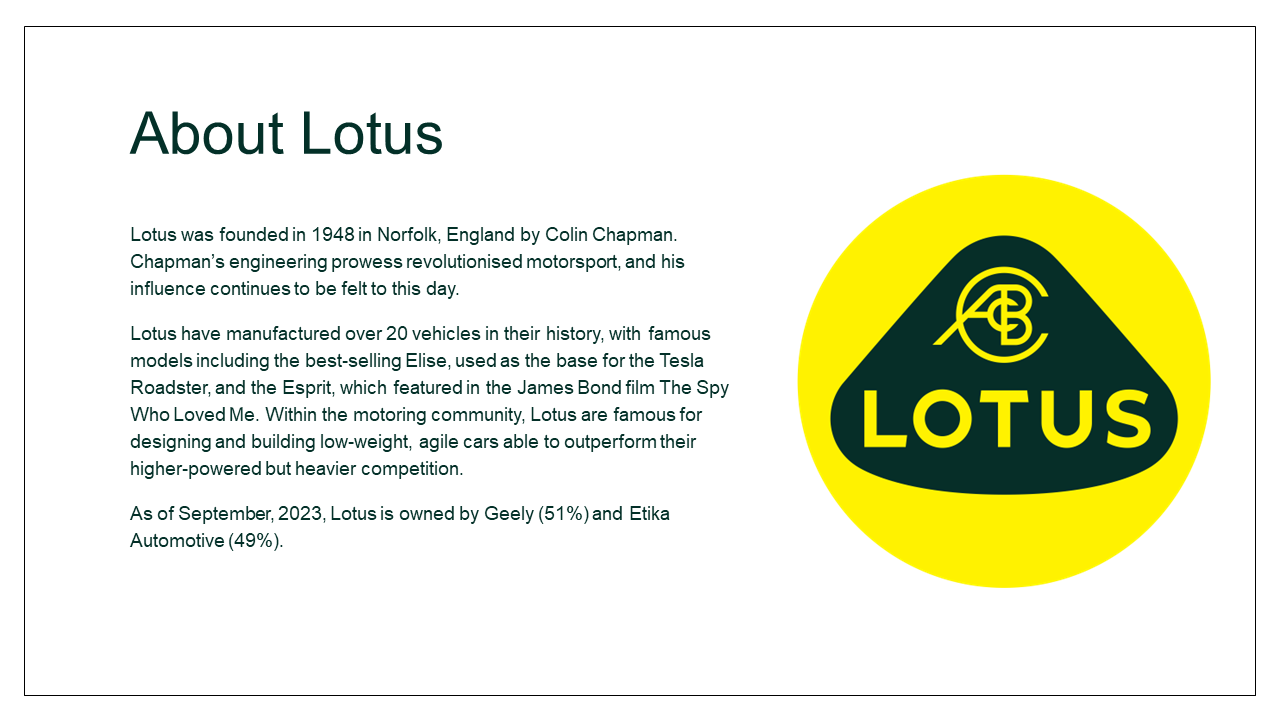 About Lotus
Lotus was founded in 1948 in Norfolk, England by Colin Chapman.
Chapman’s engineering prowess revolutionised motorsport, and his
influence continues to be felt to this day.
Lotus have manufactured over 20 vehicles in their history, with famous
models including the best-selling Elise, used as the base for the Tesla
Roadster, and the Esprit, which featured in the James Bond film The Spy
Who Loved Me. Within the motoring community, Lotus are famous for
designing and building low-weight, agile cars able to outperform their
higher-powered but heavier competition.
As of September, 2023, Lotus is owned by Geely (51%) and Etika
Automotive (49%).
ACBC
LOTUS